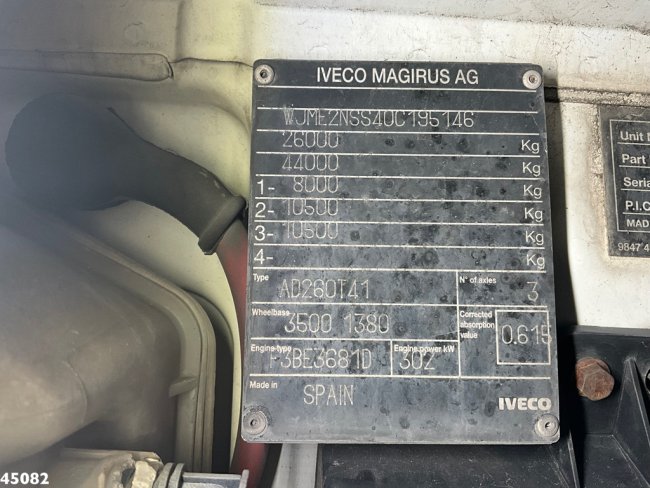 IVECO MAGIRUS AG
WJME2NSS40C195146
26000 Kg
44000 Kg
1- 8000 Kg
2- 10500 Kg
3- 10500 Kg
4- Kg
Type AD260T41 N° of axles 3
Wheelbase 3500 1380 Corrected absorption value 0.615
Engine type F3BE3681D Engine power kW 302
Made in SPAIN
IVECO
Unit
Part
Seria
P.I.C
MAD
9847 4
45082